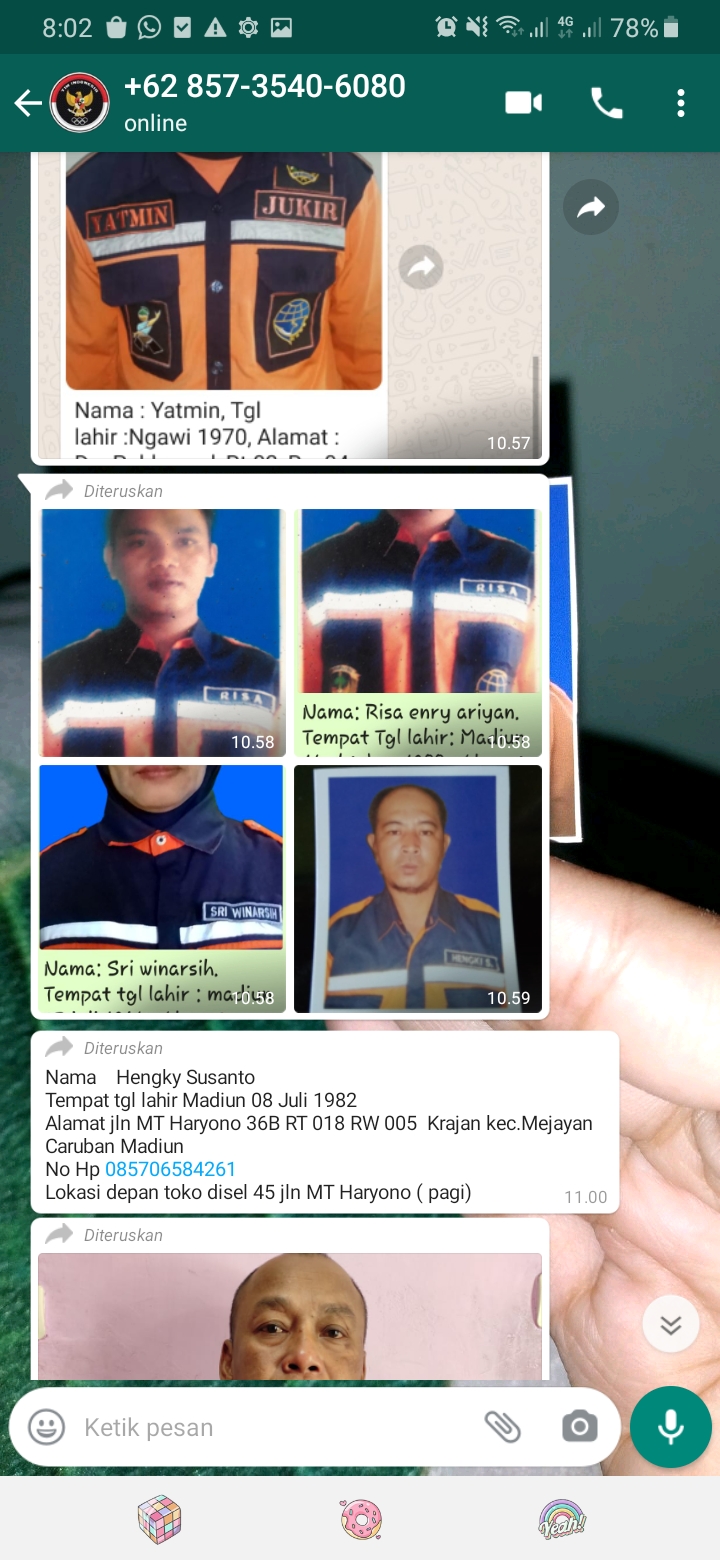 8:02
4G
78%
+62 857-3540-6080
online
YATMIN
JUKIR
Nama : Yatmin, Tgl
lahir :Ngawi 1970, Alamat :
10.57
Diteruskan
RISA
10.58
RISA
Nama: Risa enry ariyan.
Tempat Tgl lahir: Madiun
10.58
SRI WINARSIH
Nama: Sri winarsih.
Tempat tgl lahir : madiun
10.58
HENGKI S.
10.59
Diteruskan
Nama Hengky Susanto
Tempat tgl lahir Madiun 08 Juli 1982
Alamat jln MT Haryono 36B RT 018 RW 005 Krajan kec.Mejayan
Caruban Madiun
No Hp 085706584261
Lokasi depan toko disel 45 jln MT Haryono ( pagi)
11.00
Diteruskan
Ketik pesan
Yeah!